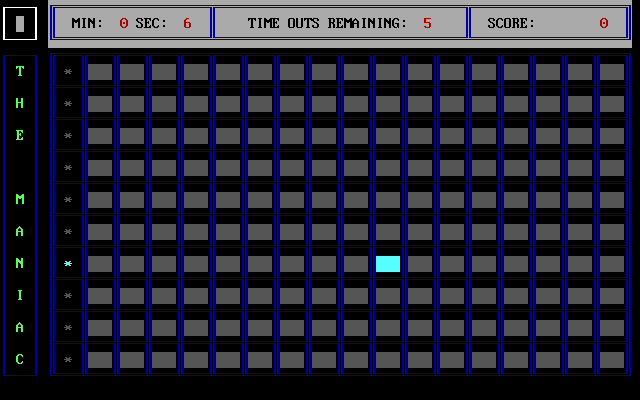 MIN: 0 SEC: 6 TIME OUTS REMAINING: 5 SCORE: 0
T *
H *
E *
*
M *
A *
N *
I *
A *
C *